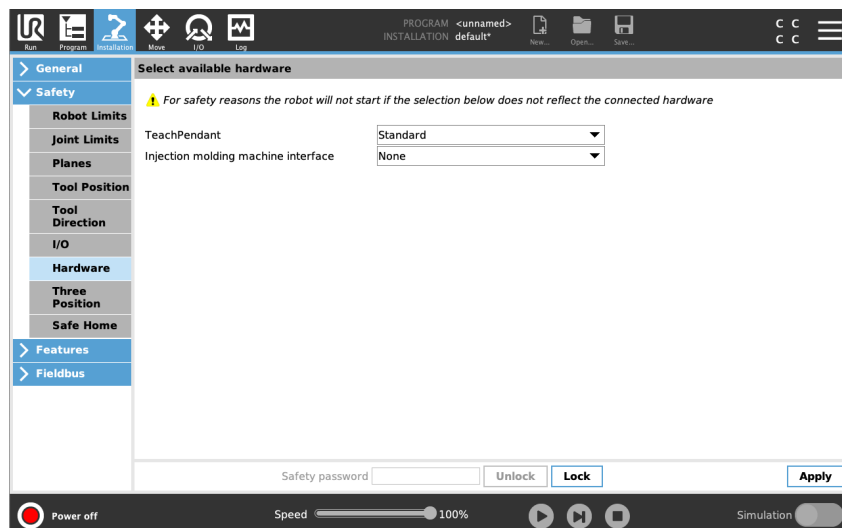 PROGRAM <unnamed>
INSTALLATION default*
UR
Run Program Installation Move I/O Log New... Open... Save...
C C
C C
General
Safety
Robot Limits
Joint Limits
Planes
Tool Position
Tool
Direction
I/O
Hardware
Three
Position
Safe Home
Features
Fieldbus
Select available hardware
For safety reasons the robot will not start if the selection below does not reflect the connected hardware
TeachPendant Standard
Injection molding machine interface None
Safety password Unlock Lock Apply
Power off Speed 100% Simulation